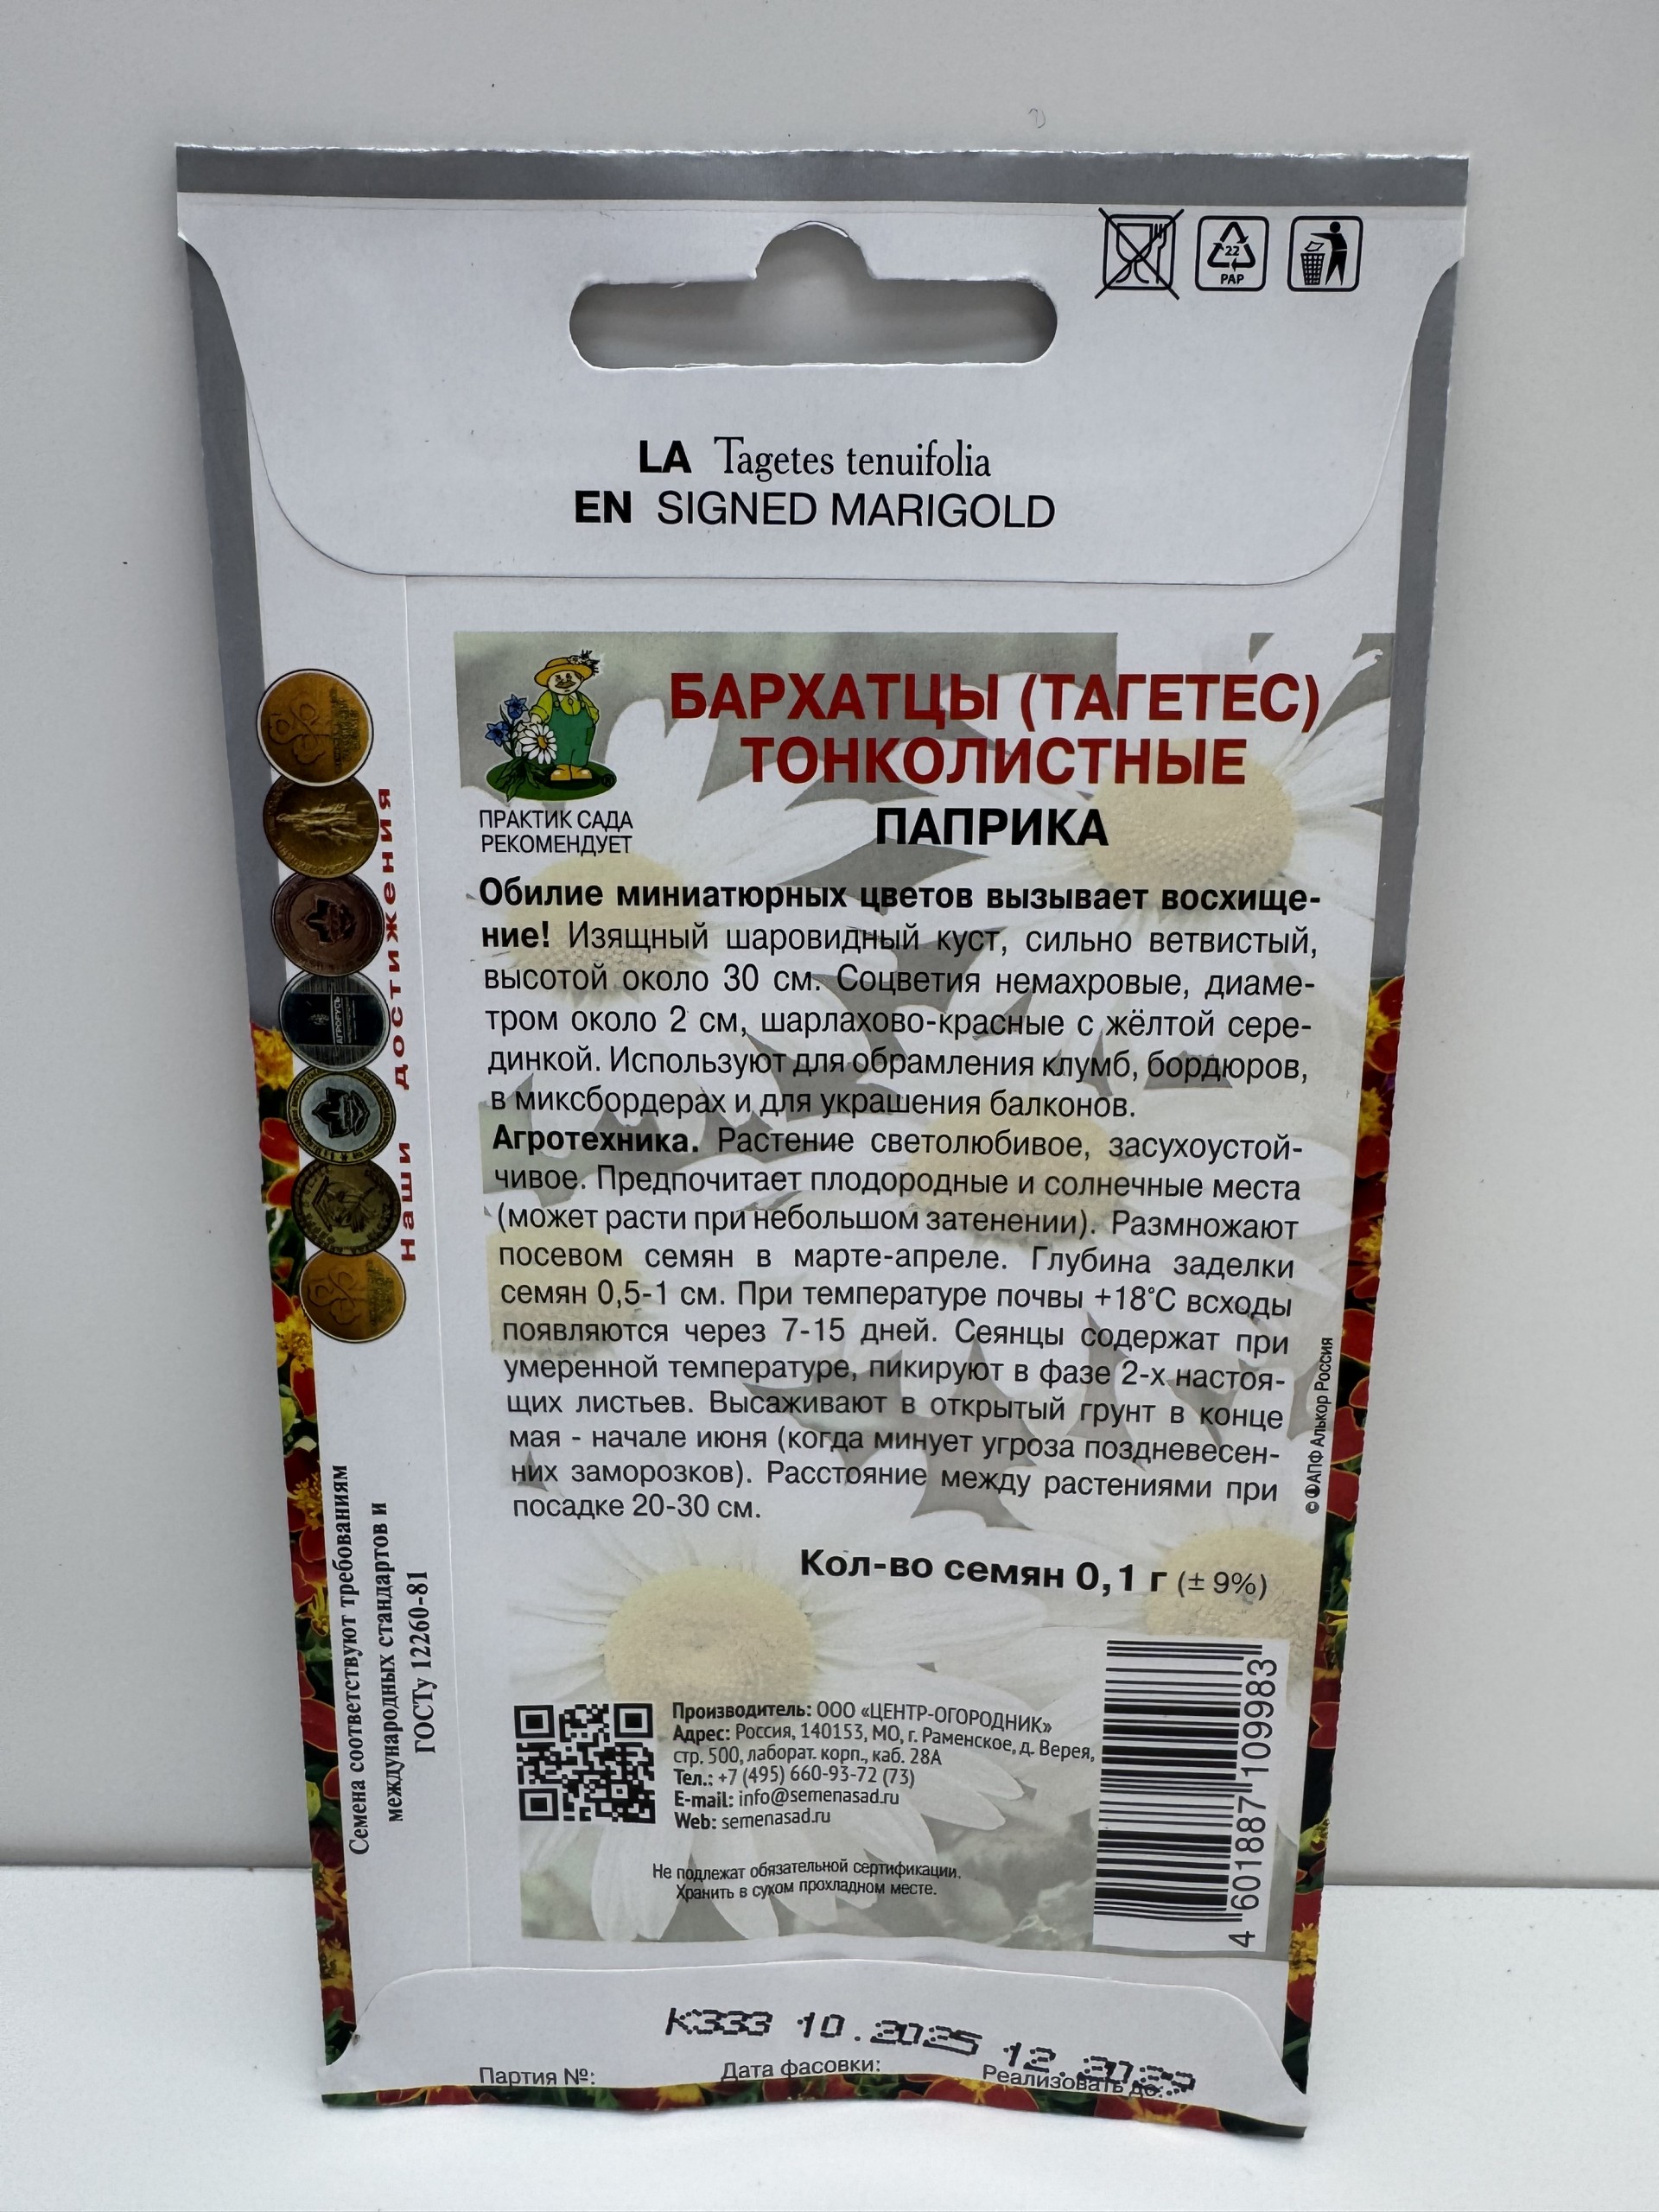 22
PAP
LA Tagetes tenuifolia
EN SIGNED MARIGOLD
БАРХАТЦЫ (ТАГЕТЕС)
ТОНКОЛИСТНЫЕ
ПАПРИКА
ПРАКТИК САДА
РЕКОМЕНДУЕТ
Обилие миниатюрных цветов вызывает восхище-
ние! Изящный шаровидный куст, сильно ветвистый,
высотой около 30 см. Соцветия немахровые, диаме-
тром около 2 см, шарлахово-красные с жёлтой сере-
динкой. Используют для обрамления клумб, бордюров,
в миксбордерах и для украшения балконов.
Агротехника. Растение светолюбивое, засухоустой-
чивое. Предпочитает плодородные и солнечные места
(может расти при небольшом затенении). Размножают
посевом семян в марте-апреле. Глубина заделки
семян 0,5-1 см. При температуре почвы +18°С всходы
появляются через 7-15 дней. Сеянцы содержат при
умеренной температуре, пикируют в фазе 2-х настоя-
щих листьев. Высаживают в открытый грунт в конце
мая - начале июня (когда минует угроза поздневесен-
них заморозков). Расстояние между растениями при
посадке 20-30 см.
Кол-во семян 0,1 г (± 9%)
Производитель: ООО «ЦЕНТР-ОГОРОДНИК»
Адрес: Россия, 140153, МО, г. Раменское, д. Верея,
стр. 500, лаборат. корп., каб. 28А
Тел.: +7 (495) 660-93-72 (73)
E-mail: info@semenasad.ru
Web: semenasad.ru
Не подлежат обязательной сертификации.
Хранить в сухом прохладном месте.
4 601887 109983
© АПФ Алькор Россия
наши достижения
АГРОРУСЬ
Семена соответствуют требованиям
международных стандартов и
ГОСТу 12260-81
К333 10.2025 12.2029
Партия №: Дата фасовки: Реализовать до: